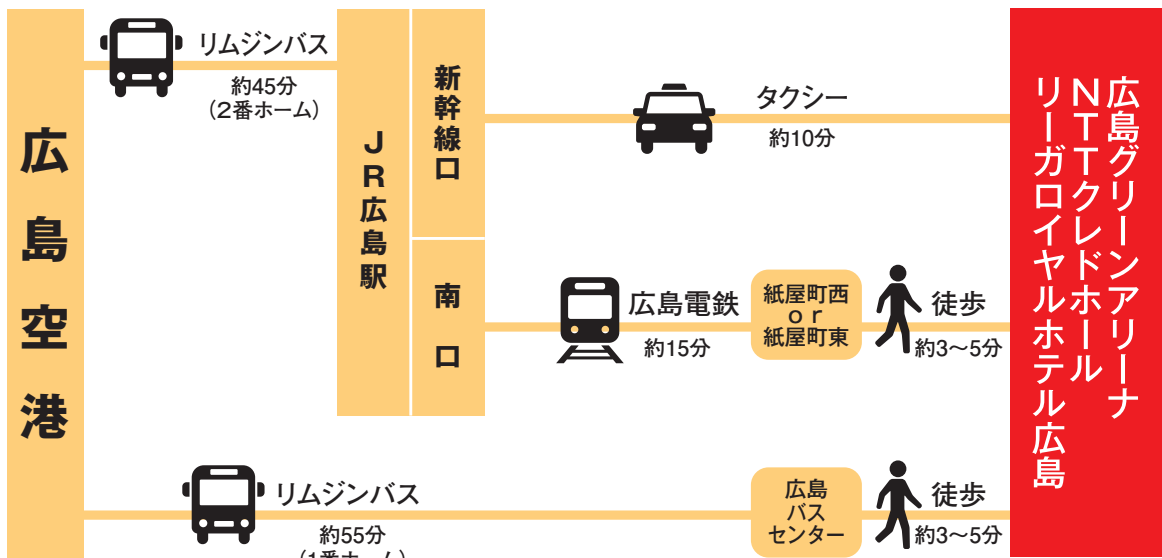 広島空港
リムジンバス
約45分
（2番ホーム）
JR広島駅
新幹線口
タクシー
約10分
南口
広島電鉄
約15分
紙屋町西
or
紙屋町東
徒歩
約3〜5分
リムジンバス
約55分
（1番ホーム）
広島
バス
センター
徒歩
約3〜5分
広島グリーンアリーナ
NTTクレドホール
リーガロイヤルホテル広島